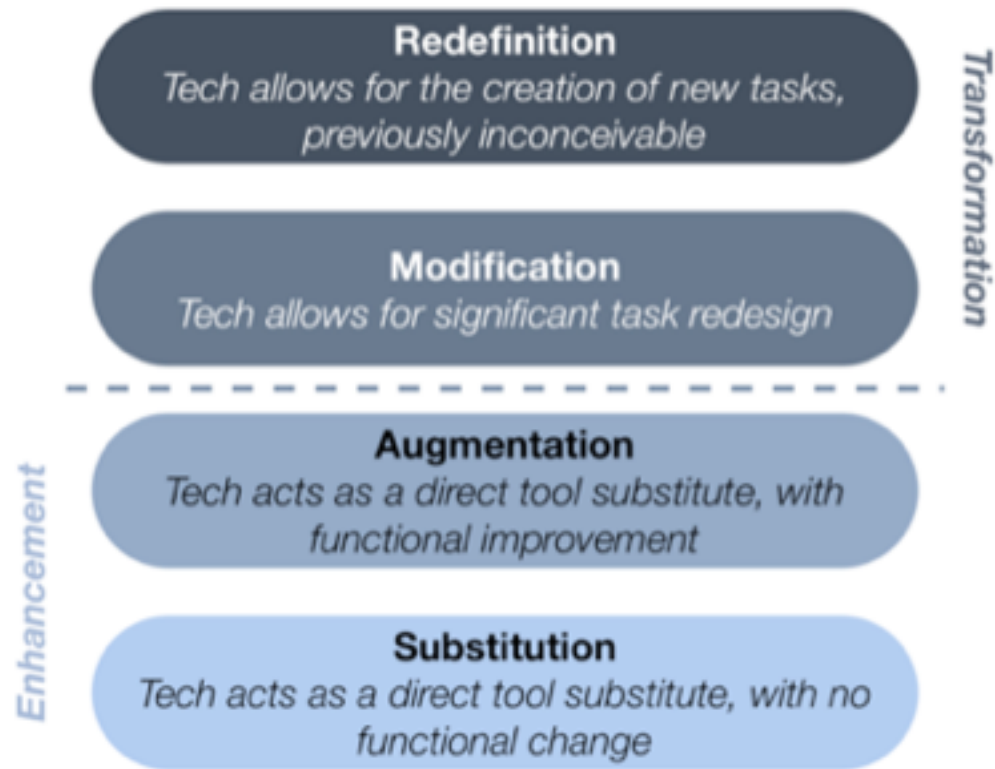 Redefinition
Tech allows for the creation of new tasks,
previously inconceivable
Transformation
Modification
Tech allows for significant task redesign
Augmentation
Tech acts as a direct tool substitute, with
functional improvement
Enhancement
Substitution
Tech acts as a direct tool substitute, with no
functional change